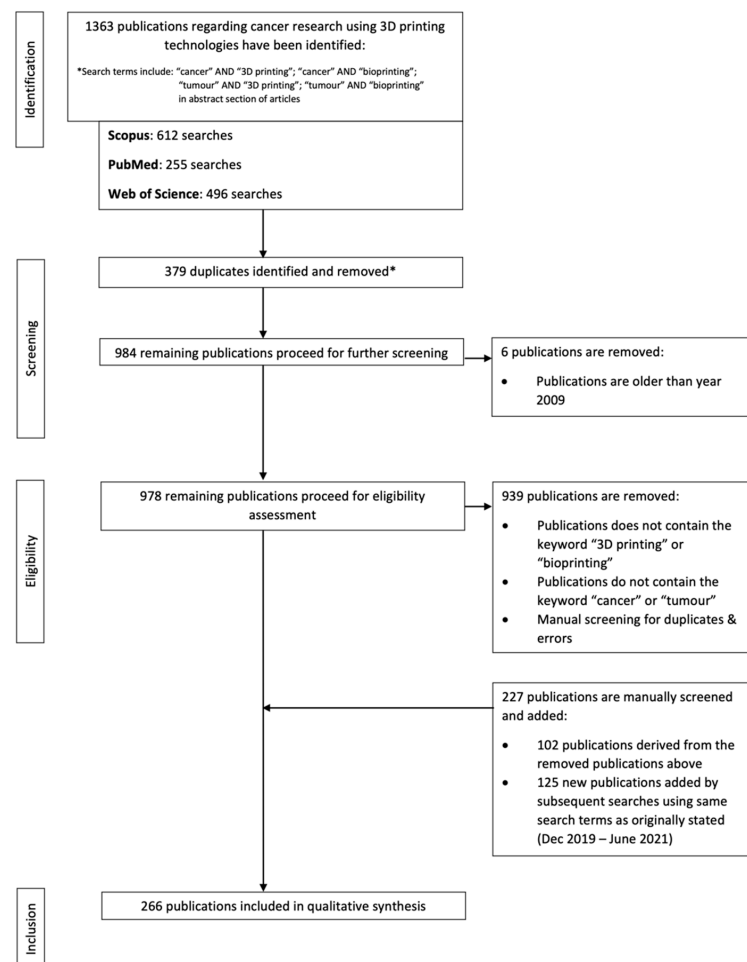 Identification
1363 publications regarding cancer research using 3D printing
technologies have been identified:
*Search terms include: “cancer” AND “3D printing”; “cancer” AND “bioprinting”;
“tumour” AND “3D printing”; “tumour” AND “bioprinting”
in abstract section of articles
Scopus: 612 searches
PubMed: 255 searches
Web of Science: 496 searches
Screening
379 duplicates identified and removed*
984 remaining publications proceed for further screening
6 publications are removed:
• Publications are older than year
2009
Eligibility
978 remaining publications proceed for eligibility
assessment
939 publications are removed:
• Publications does not contain the
keyword “3D printing” or
“bioprinting”
• Publications do not contain the
keyword “cancer” or “tumour”
• Manual screening for duplicates &
errors
227 publications are manually screened
and added:
• 102 publications derived from the
removed publications above
• 125 new publications added by
subsequent searches using same
search terms as originally stated
(Dec 2019 – June 2021)
Inclusion
266 publications included in qualitative synthesis